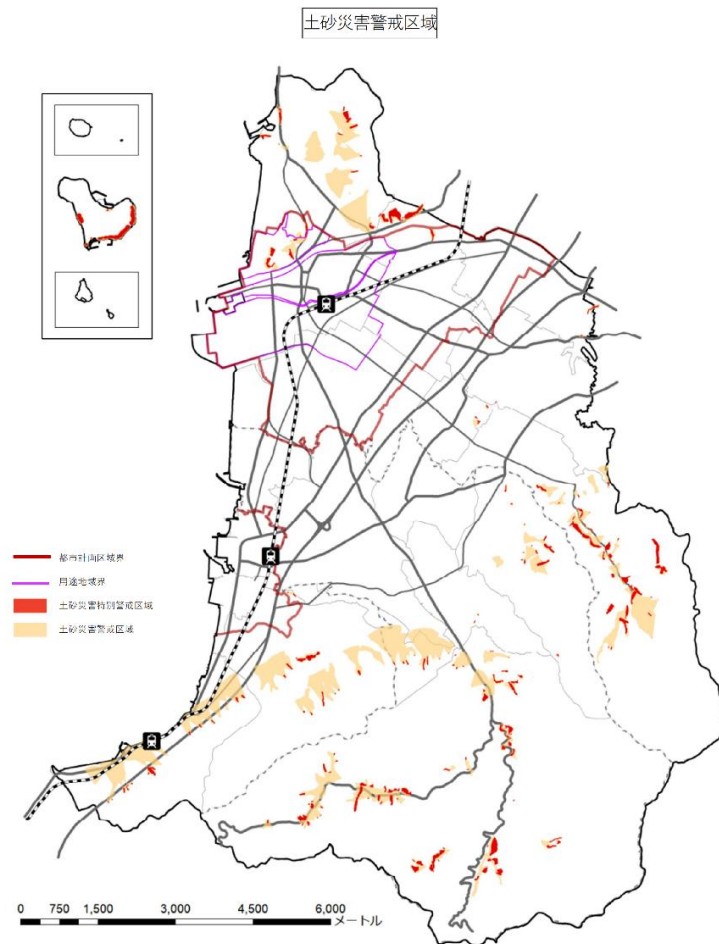 土砂災害警戒区域
都市計画区域界
用途地域界
土砂災害特別警戒区域
土砂災害警戒区域
0 750 1,500 3,000 4,500 6,000
メートル